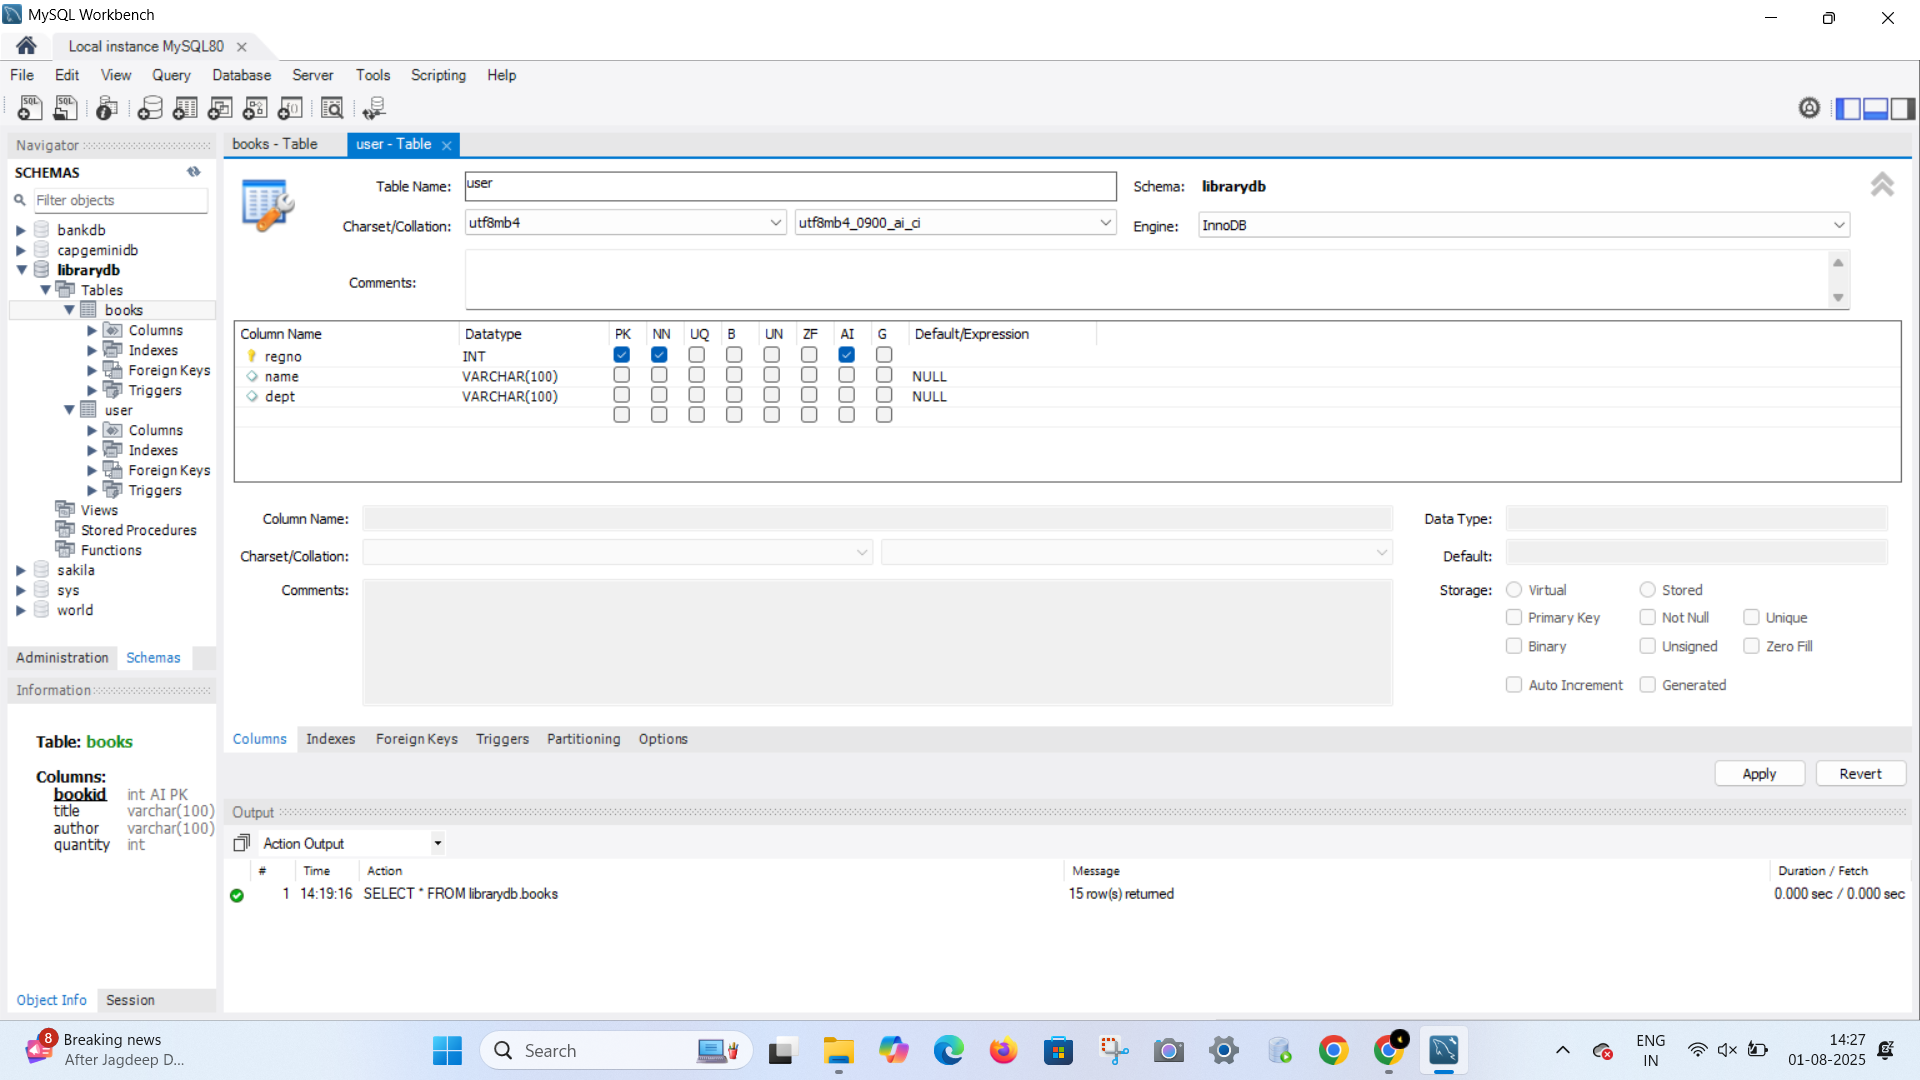 MySQL Workbench
Local instance MySQL80
File Edit View Query Database Server Tools Scripting Help
Navigator
SCHEMAS
Filter objects
bankdb
capgeminidb
librarydb
Tables
books
Columns
Indexes
Foreign Keys
Triggers
user
Columns
Indexes
Foreign Keys
Triggers
Views
Stored Procedures
Functions
sakila
sys
world
Administration Schemas
Information
Table: books
Columns:
bookid int AI PK
title varchar(100)
author varchar(100)
quantity int
Object Info Session
books - Table user - Table
Table Name: user Schema: librarydb
Charset/Collation: utf8mb4 utf8mb4_0900_ai_ci Engine: InnoDB
Comments:
Column Name Datatype PK NN UQ B UN ZF AI G Default/Expression
regno INT
name VARCHAR(100) NULL
dept VARCHAR(100) NULL
Column Name: Data Type:
Charset/Collation: Default:
Comments: Storage: Virtual Stored
Primary Key Not Null Unique
Binary Unsigned Zero Fill
Auto Increment Generated
Columns Indexes Foreign Keys Triggers Partitioning Options
Apply Revert
Output
Action Output
# Time Action Message Duration / Fetch
1 14:19:16 SELECT * FROM librarydb.books 15 row(s) returned 0.000 sec / 0.000 sec
8 Breaking news
After Jagdeep D...
Search
ENG
IN
14:27
01-08-2025